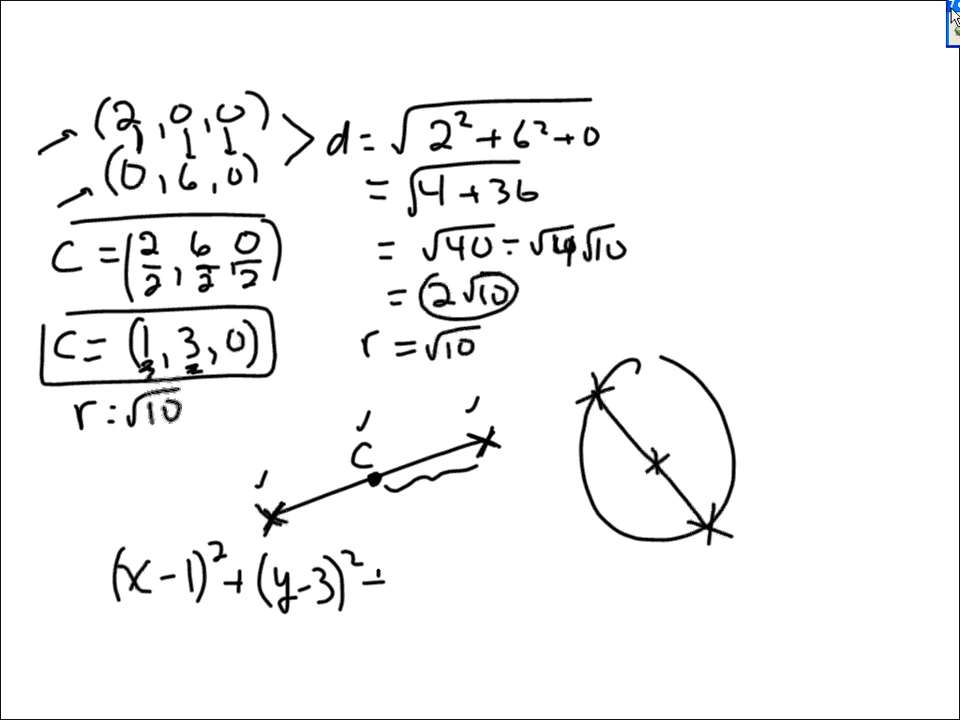 (2, 0, 0)
(0, 6, 0)
C = (2/2, 6/2, 0/2)
C = (1, 3, 0)
r = √10
d = √(2² + 6² + 0)
= √(4 + 36)
= √40 = √4 √10
= 2√10
r = √10
C
(x - 1)² + (y - 3)² +